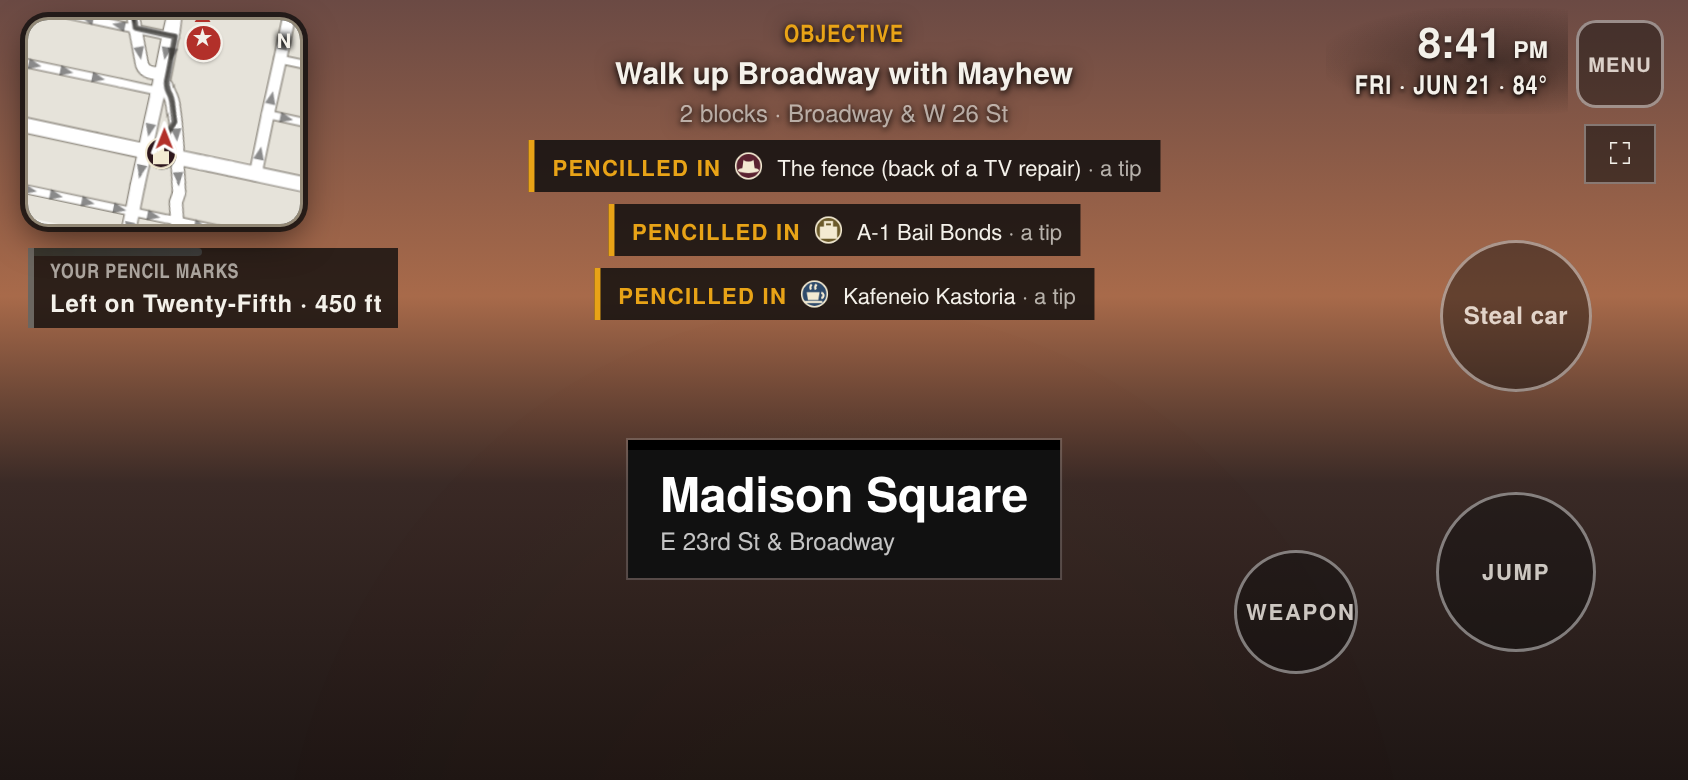 N
YOUR PENCIL MARKS
Left on Twenty-Fifth · 450 ft
OBJECTIVE
Walk up Broadway with Mayhew
2 blocks · Broadway & W 26 St
PENCILLED IN The fence (back of a TV repair) · a tip
PENCILLED IN A-1 Bail Bonds · a tip
PENCILLED IN Kafeneio Kastoria · a tip
8:41 PM
FRI · JUN 21 · 84°
MENU
Steal car
Madison Square
E 23rd St & Broadway
JUMP
WEAPON